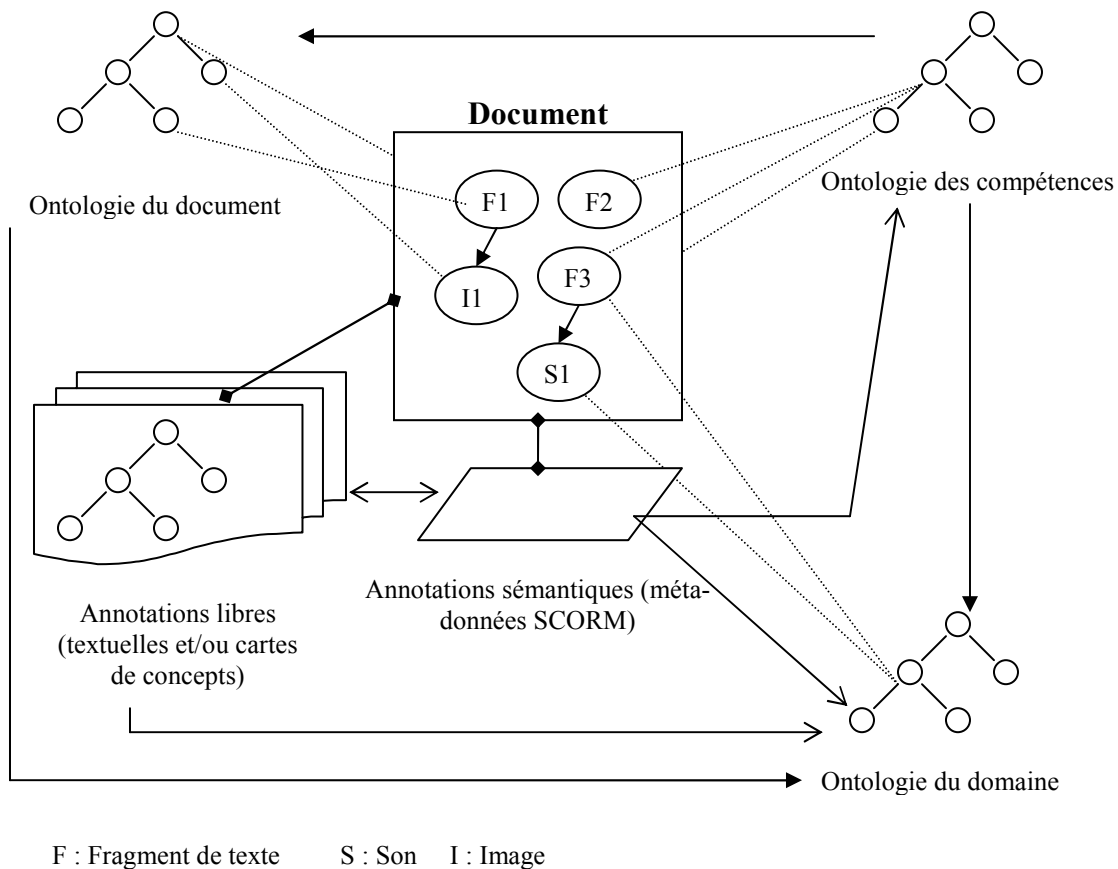 Document
Ontologie du document
Ontologie des compétences
F1
F2
F3
I1
S1
Annotations sémantiques (méta-
données SCORM)
Annotations libres
(textuelles et/ou cartes
de concepts)
Ontologie du domaine
F : Fragment de texte S : Son I : Image